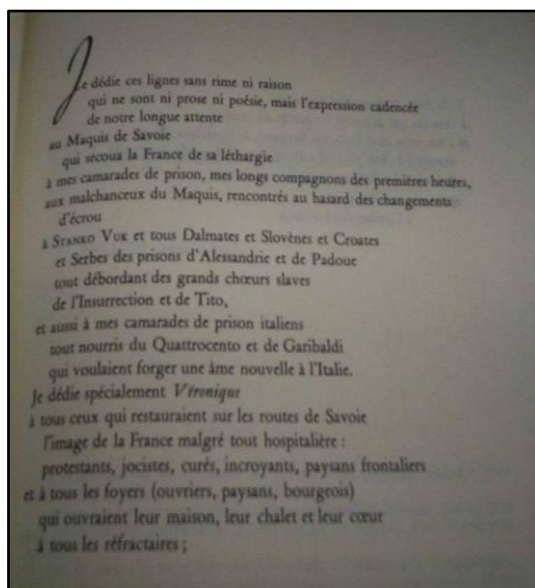 Je dédie ces lignes sans rime ni raison
qui ne sont ni prose ni poésie, mais l'expression cadencée
de notre longue attente
au Maquis de Savoie
qui secoua la France de sa léthargie
à mes camarades de prison, mes longs compagnons des premières heures,
aux malchanceux du Maquis, rencontrés au hasard des changements
d'écrou
à STANKO VUK et tous Dalmates et Slovènes et Croates
et Serbes des prisons d'Alessandrie et de Padoue
tout débordant des grands chœurs slaves
de l'Insurrection et de Tito,
et aussi à mes camarades de prison italiens
tout nourris du Quattrocento et de Garibaldi
qui voulaient forger une âme nouvelle à l'Italie.
Je dédie spécialement Véronique
à tous ceux qui restauraient sur les routes de Savoie
l'image de la France malgré tout hospitalière :
protestants, jocistes, curés, incroyants, paysans frontaliers
et à tous les foyers (ouvriers, paysans, bourgeois)
qui ouvraient leur maison, leur chalet et leur cœur
à tous les réfractaires ;